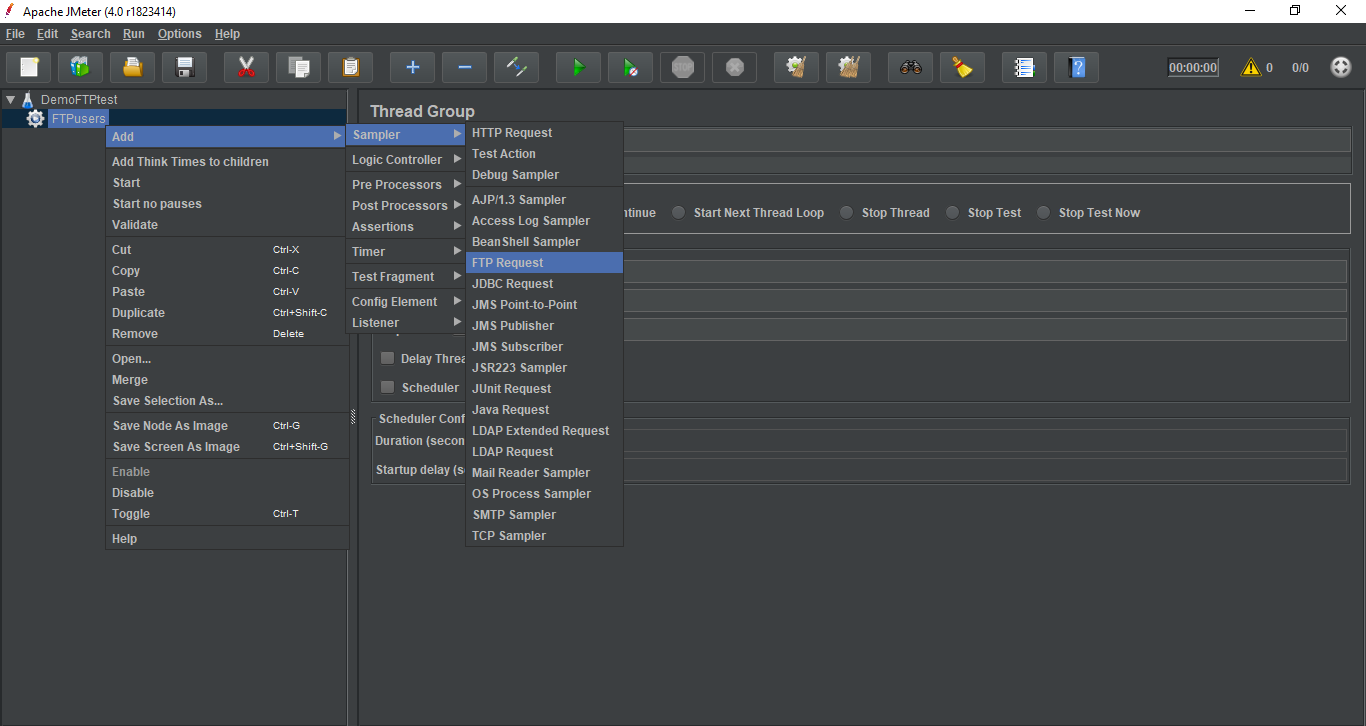 Apache JMeter (4.0 r1823414)
File Edit Search Run Options Help
STOP
00:00:00 0 0/0
DemoFTPtest
FTPusers
Add
Add Think Times to children
Start
Start no pauses
Validate
Cut Ctrl-X
Copy Ctrl-C
Paste Ctrl-V
Duplicate Ctrl+Shift-C
Remove Delete
Open...
Merge
Save Selection As...
Save Node As Image Ctrl-G
Save Screen As Image Ctrl+Shift-G
Enable
Disable
Toggle Ctrl-T
Help
Sampler
Logic Controller
Pre Processors
Post Processors
Assertions
Timer
Test Fragment
Config Element
Listener
HTTP Request
Test Action
Debug Sampler
AJP/1.3 Sampler
Access Log Sampler
BeanShell Sampler
FTP Request
JDBC Request
JMS Point-to-Point
JMS Publisher
JMS Subscriber
JSR223 Sampler
JUnit Request
Java Request
LDAP Extended Request
LDAP Request
Mail Reader Sampler
OS Process Sampler
SMTP Sampler
TCP Sampler
Thread Group
ntinue Start Next Thread Loop Stop Thread Stop Test Stop Test Now
Delay Threa
Scheduler
Scheduler Conf
Duration (secon
Startup delay (s